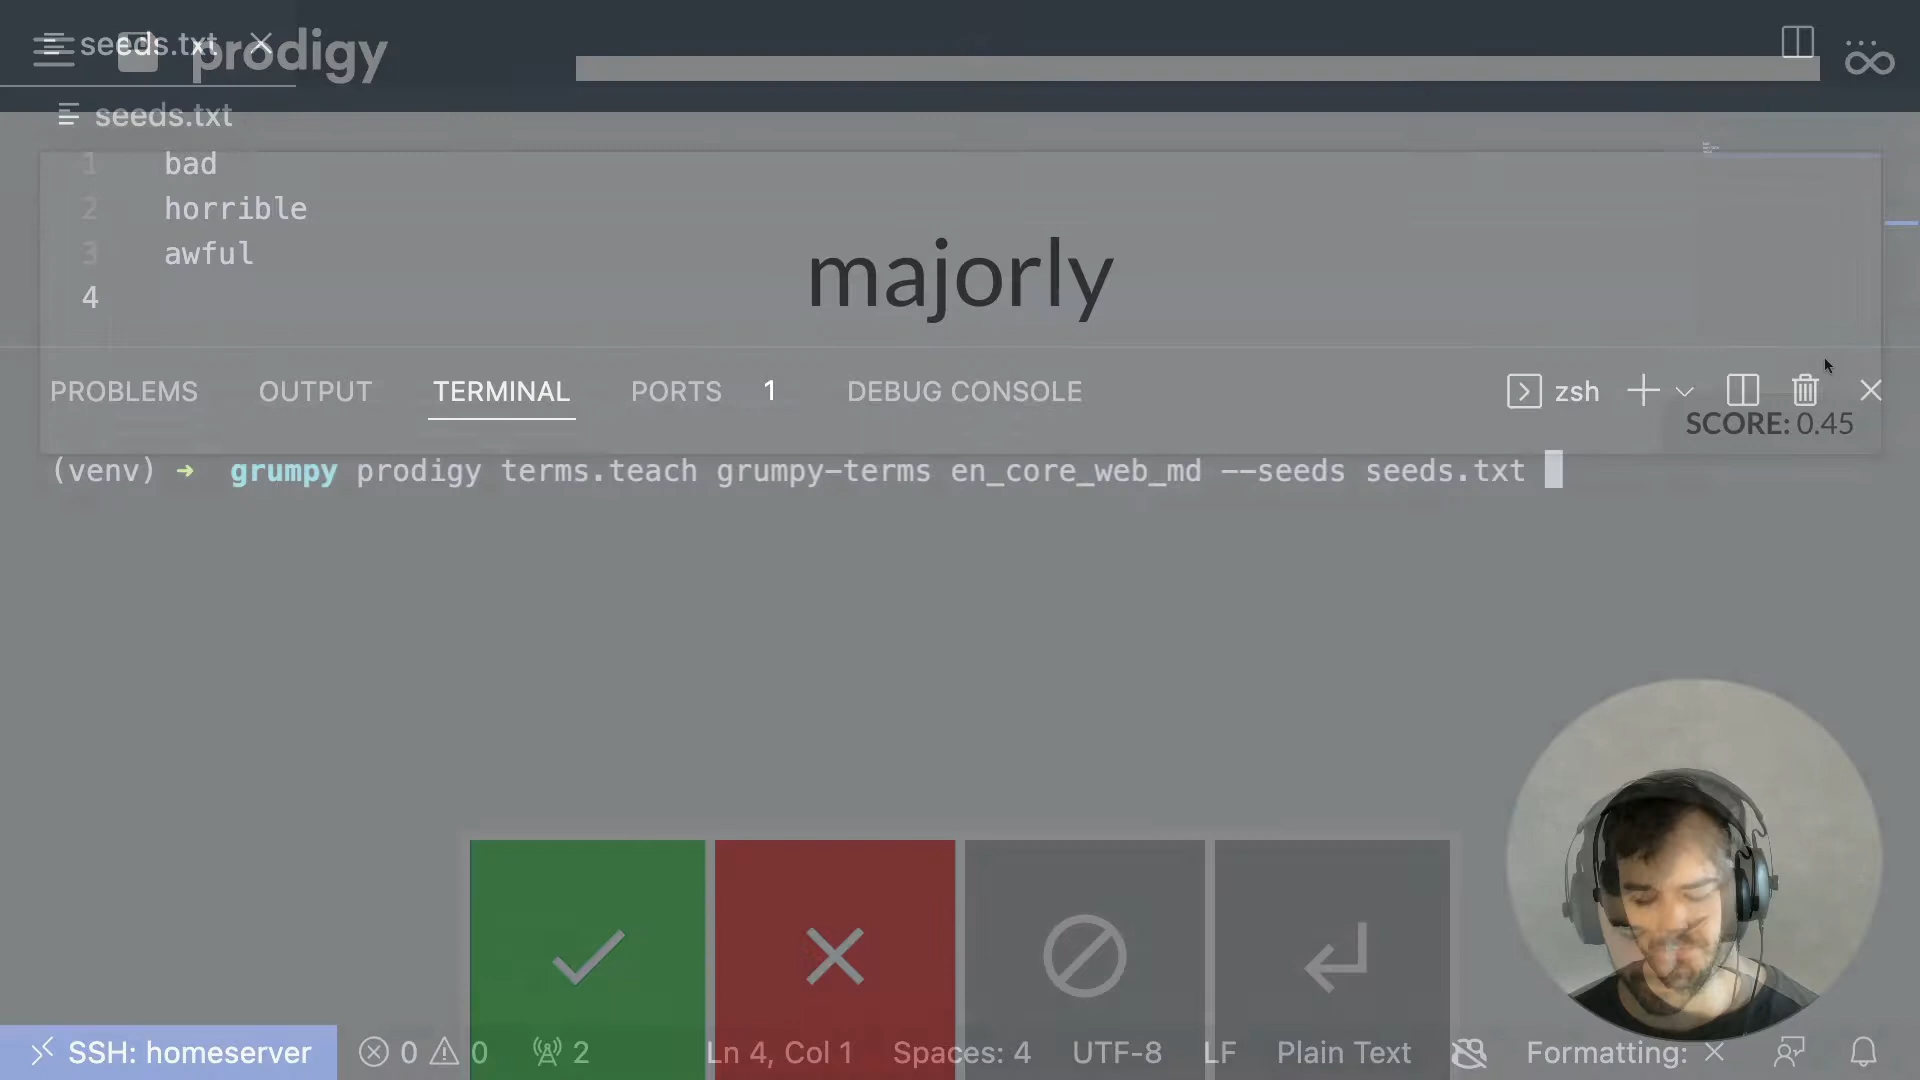 seeds.txt
prodigy
seeds.txt
1 bad
2 horrible
3 awful
4
majorly
PROBLEMS OUTPUT TERMINAL PORTS 1 DEBUG CONSOLE zsh
SCORE: 0.45
(venv) → grumpy prodigy terms.teach grumpy-terms en_core_web_md --seeds seeds.txt
SSH: homeserver 0 0 2 Ln 4, Col 1 Spaces: 4 UTF-8 LF Plain Text Formatting: ×